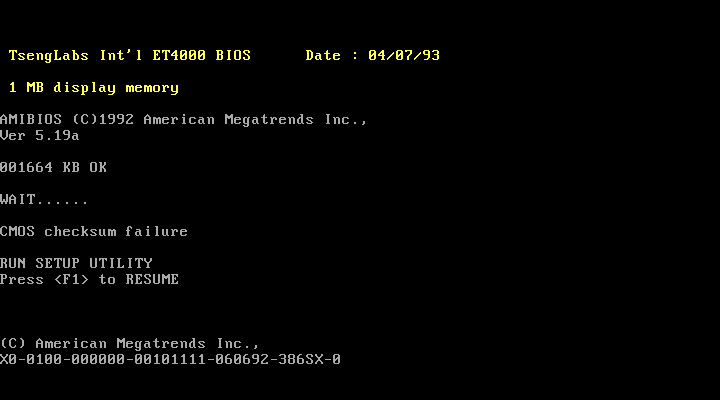 TsengLabs Int'l ET4000 BIOS      Date : 04/07/93
1 MB display memory
AMIBIOS (C)1992 American Megatrends Inc.,
Ver 5.19a
001664 KB OK
WAIT......
CMOS checksum failure
RUN SETUP UTILITY
Press <F1> to RESUME
(C) American Megatrends Inc.,
X0-0100-000000-00101111-060692-386SX-0